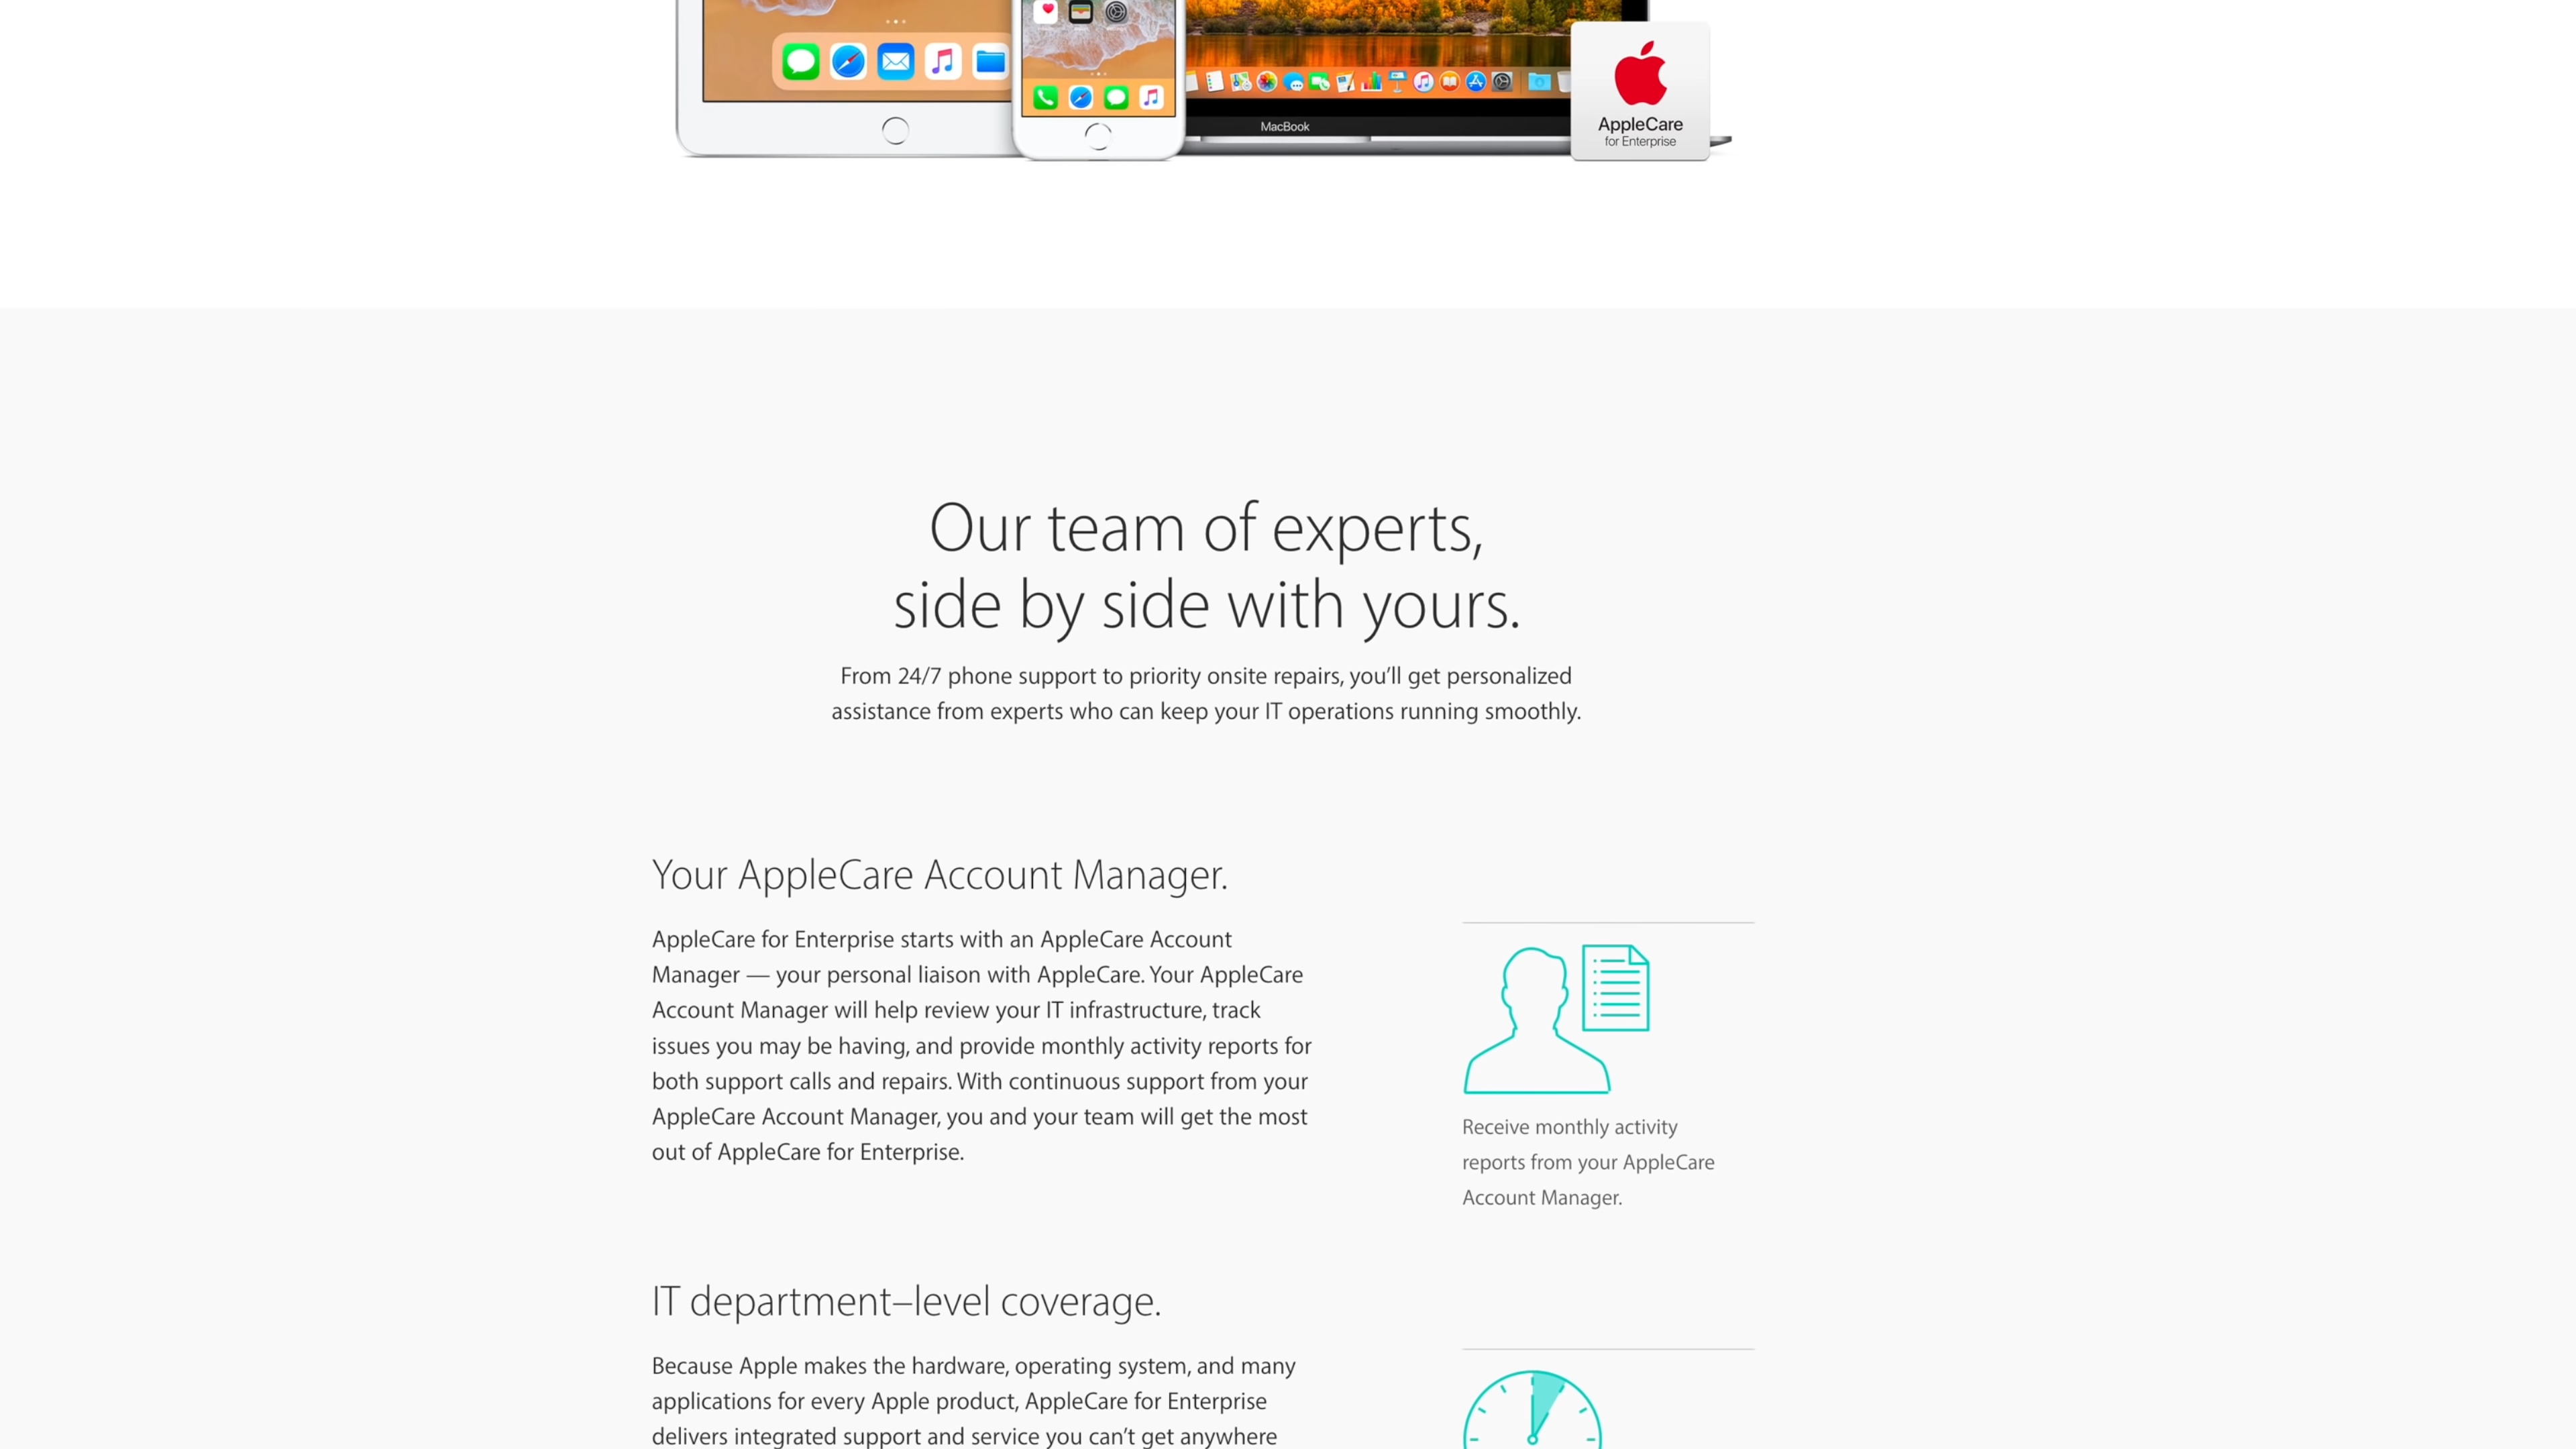 MacBook
AppleCare
for Enterprise
Our team of experts,
side by side with yours.
From 24/7 phone support to priority onsite repairs, you’ll get personalized
assistance from experts who can keep your IT operations running smoothly.
Your AppleCare Account Manager.
AppleCare for Enterprise starts with an AppleCare Account
Manager — your personal liaison with AppleCare. Your AppleCare
Account Manager will help review your IT infrastructure, track
issues you may be having, and provide monthly activity reports for
both support calls and repairs. With continuous support from your
AppleCare Account Manager, you and your team will get the most
out of AppleCare for Enterprise.
Receive monthly activity
reports from your AppleCare
Account Manager.
IT department–level coverage.
Because Apple makes the hardware, operating system, and many
applications for every Apple product, AppleCare for Enterprise
delivers integrated support and service you can’t get anywhere